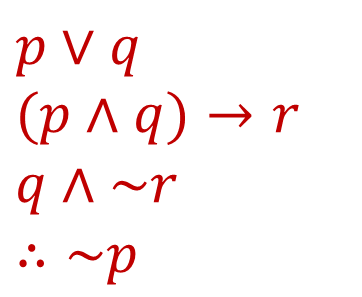 p ∨ q
(p ∧ q) → r
q ∧ ~r
∴ ~p